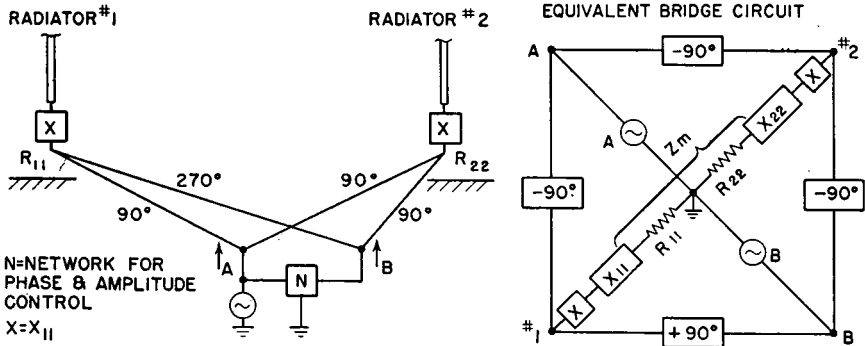 RADIATOR #1
RADIATOR #2
X
X
R11
R22
270°
90°
90°
90°
A
B
N
N=NETWORK FOR
PHASE & AMPLITUDE
CONTROL
X=X11
EQUIVALENT BRIDGE CIRCUIT
A
-90°
#2
X
X22
A
Zm
R22
-90°
-90°
R11
B
X11
X
#1
+90°
B